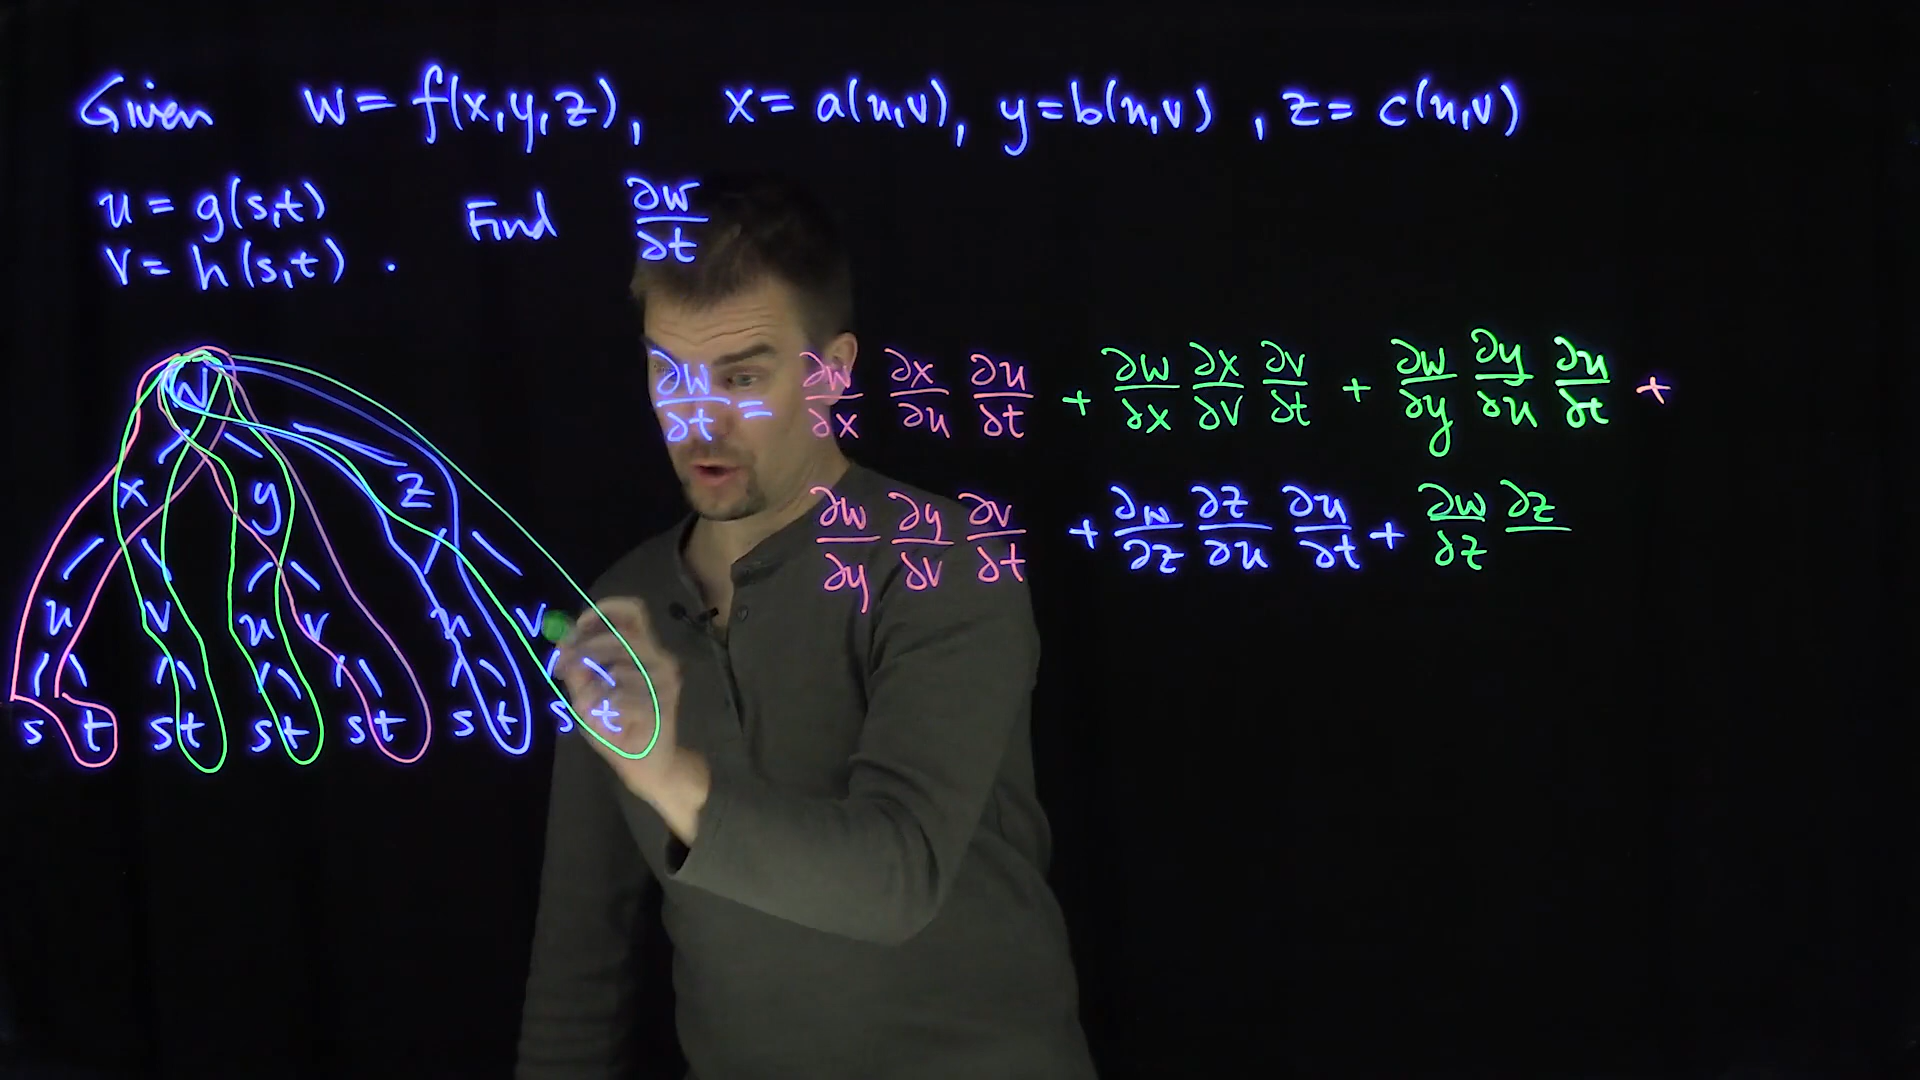 Given w = f(x,y,z), x = a(u,v), y = b(u,v), z = c(u,v)
u = g(s,t)
v = h(s,t). Find ∂w/∂t
∂w/∂t = ∂w/∂x ∂x/∂u ∂u/∂t + ∂w/∂x ∂x/∂v ∂v/∂t + ∂w/∂y ∂y/∂u ∂u/∂t +
∂w/∂y ∂y/∂v ∂v/∂t + ∂w/∂z ∂z/∂u ∂u/∂t + ∂w/∂z ∂z/
w
x y z
u v u v u v
s t s t s t s t s t s t